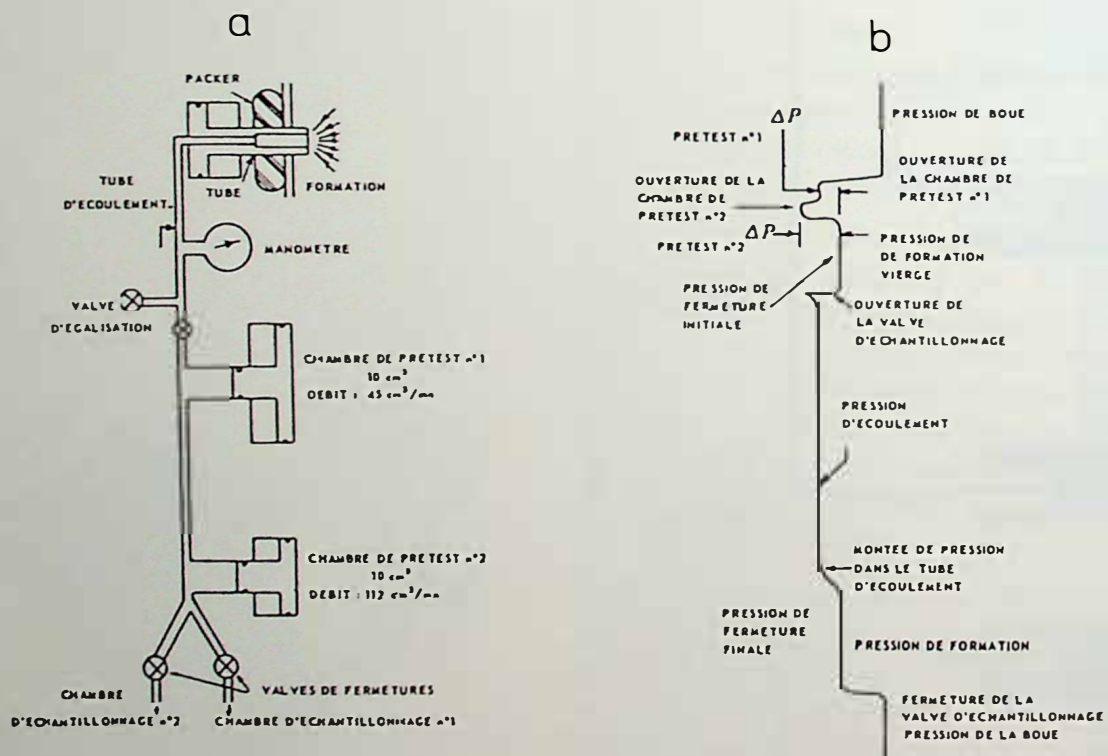 a
PACKER
TUBE
D'ECOULEMENT
TUBE
FORMATION
MANOMETRE
VALVE
D'EGALISATION
CHAMBRE DE PRETEST n°1
10 cm³
DEBIT : 45 cm³/mn
CHAMBRE DE PRETEST n°2
10 cm³
DEBIT : 112 cm³/mn
VALVES DE FERMETURES
CHAMBRE
D'ECHANTILLONNAGE n°2
CHAMBRE D'ECHANTILLONNAGE n°1
b
PRESSION DE BOUE
ΔP
PRETEST n°1
OUVERTURE DE
LA CHAMBRE DE
PRETEST n°1
OUVERTURE DE LA
CHAMBRE DE
PRETEST n°2
ΔP
PRETEST n°2
PRESSION DE
DE FORMATION
VIERGE
PRESSION DE
FERMETURE
INITIALE
OUVERTURE DE
LA VALVE
D'ECHANTILLONNAGE
PRESSION
D'ECOULEMENT
MONTEE DE PRESSION
DANS LE TUBE
D'ECOULEMENT
PRESSION DE
FERMETURE
FINALE
PRESSION DE FORMATION
FERMETURE DE LA
VALVE D'ECHANTILLONNAGE
PRESSION DE LA BOUE